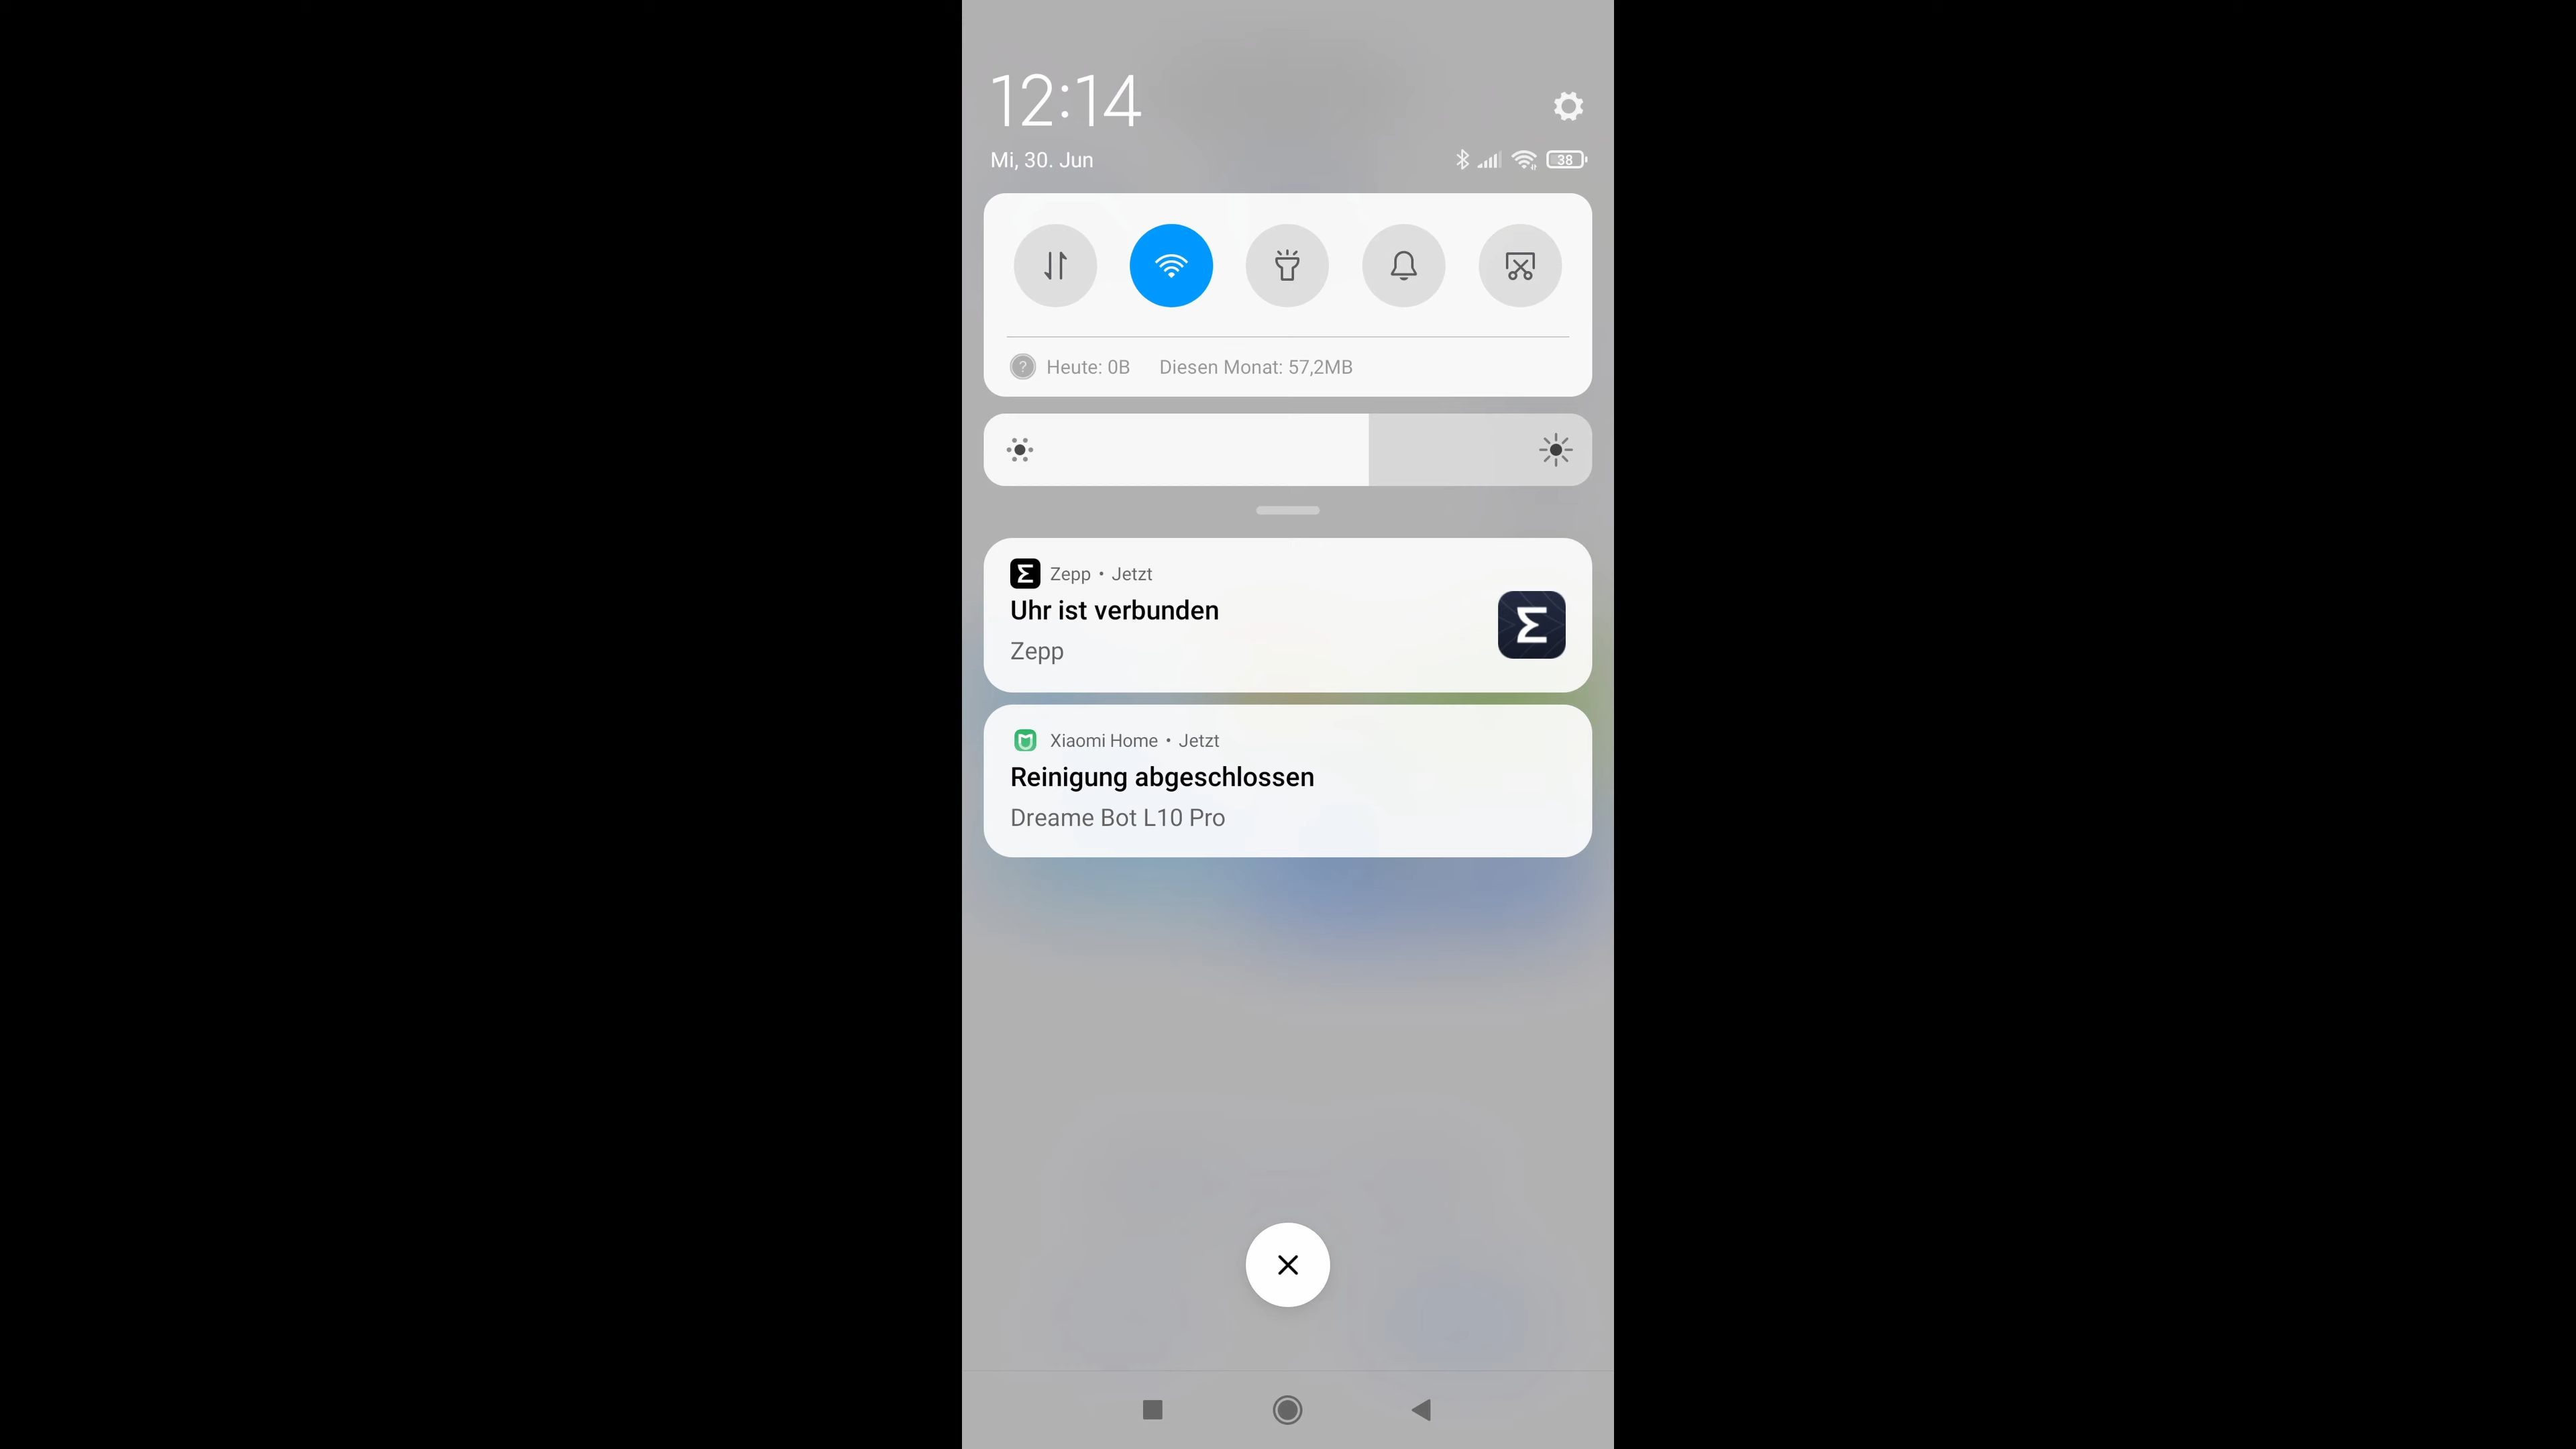 12:14
Mi, 30. Jun
38
Heute: 0B Diesen Monat: 57,2MB
Zepp • Jetzt
Uhr ist verbunden
Zepp
Xiaomi Home • Jetzt
Reinigung abgeschlossen
Dreame Bot L10 Pro